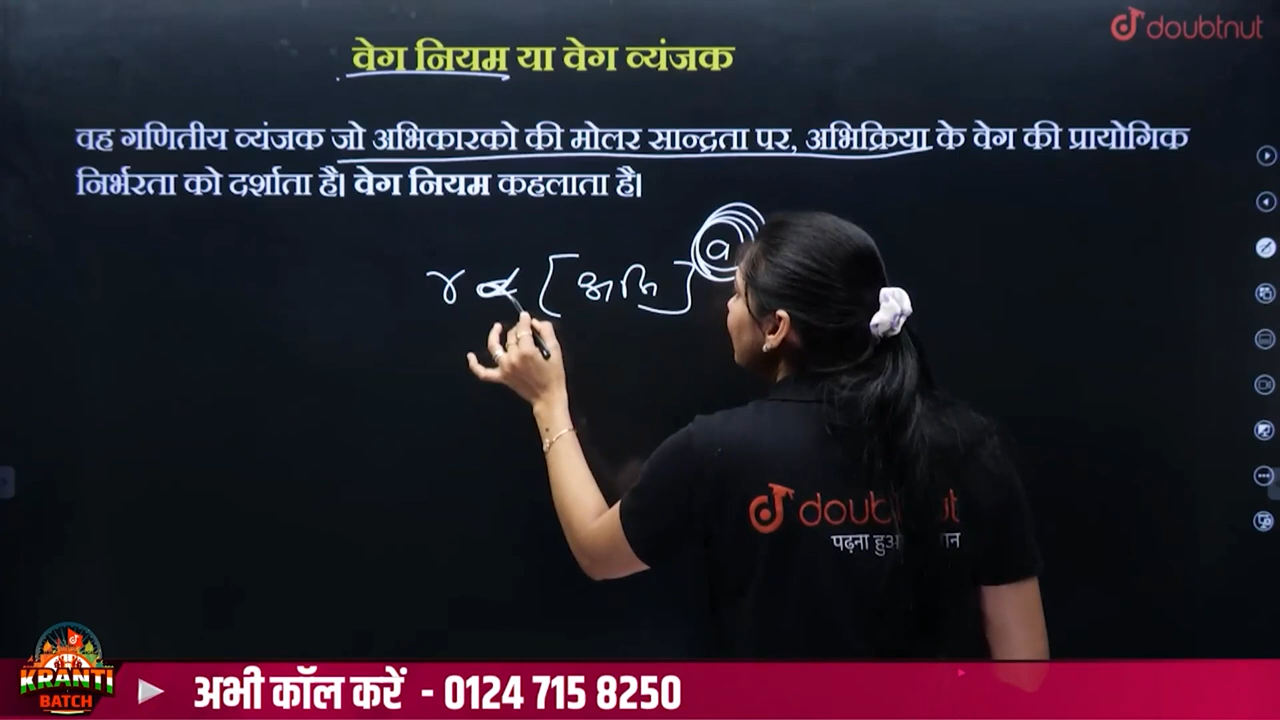 doubtnut
वेग नियम या वेग व्यंजक
वह गणितीय व्यंजक जो अभिकारको की मोलर सान्द्रता पर, अभिक्रिया के वेग की प्रायोगिक
निर्भरता को दर्शाता है। वेग नियम कहलाता है।
r α [अभि]a
पढ़ना हुआ
KRANTI
BATCH
अभी कॉल करें - 0124 715 8250